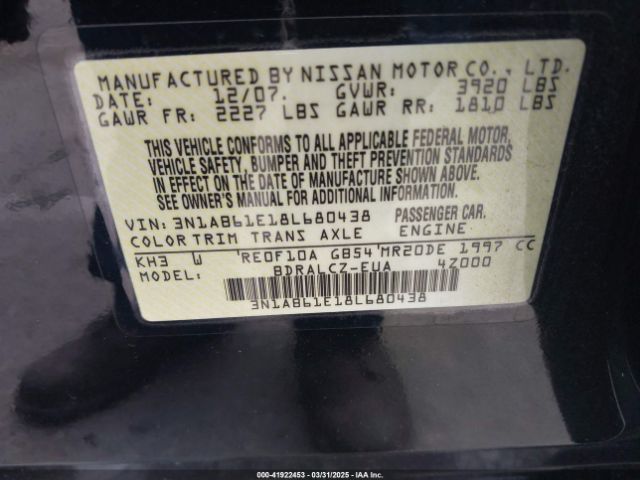 MANUFACTURED BY NISSAN MOTOR CO., LTD.
DATE: 12/07. GVWR: 3920 LBS
GAWR FR: 2227 LBS GAWR RR: 1810 LBS
THIS VEHICLE CONFORMS TO ALL APPLICABLE FEDERAL MOTOR
VEHICLE SAFETY, BUMPER AND THEFT PREVENTION STANDARDS
IN EFFECT ON THE DATE OF MANUFACTURE SHOWN ABOVE.
SEE OWNER'S MANUAL FOR ADDITIONAL INFORMATION.
VIN: 3N1AB61E18L680438 PASSENGER CAR.
COLOR TRIM TRANS AXLE ENGINE
KH3 W 'RE0F10A GB54'MR20DE 1997 CC
MODEL: BDRALCZ-EUA 4Z000
3N1AB61E18L680438
000-41922453 - 03/31/2025 - IAA Inc.